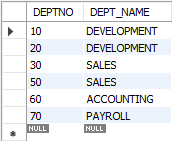 DEPTNO DEPT_NAME
10 DEVELOPMENT
20 DEVELOPMENT
30 SALES
50 SALES
60 ACCOUNTING
70 PAYROLL
NULL NULL